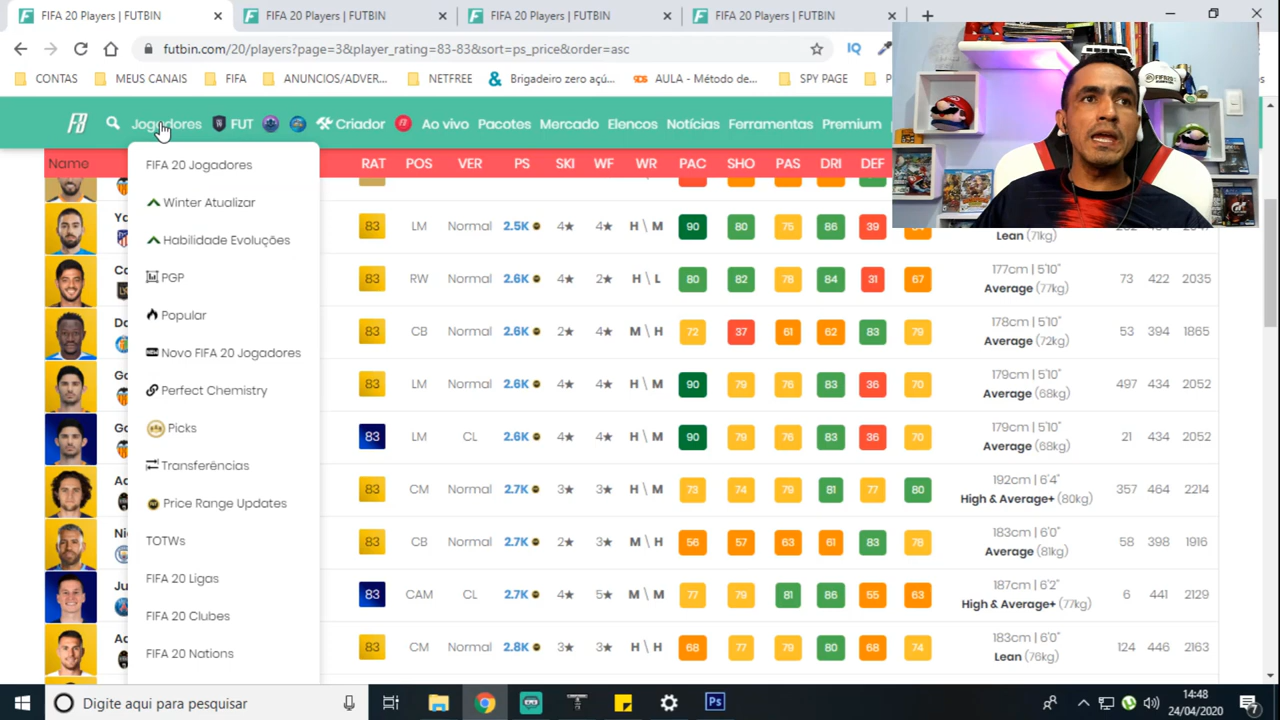 FIFA 20 Players | FUTBIN
FIFA 20 Players | FUTBIN
FIFA 20 Players | FUTBIN
FIFA 20 Players | FUTBIN
CONTAS MEUS CANAIS FIFA ANUNCIOS/ADVER... NETFREE Brigadeiro zero açú... AULA - Método de... SPY PAGE
Jogadores FUT Criador Ao vivo Pacotes Mercado Elencos Notícias Ferramentas Premium
Name RAT POS VER PS SKI WF WR PAC SHO PAS DRI DEF
FIFA 20 Jogadores
Winter Atualizar
Habilidade Evoluções
PGP
Popular
Novo FIFA 20 Jogadores
Perfect Chemistry
Picks
Transferências
Price Range Updates
TOTWs
FIFA 20 Ligas
FIFA 20 Clubes
FIFA 20 Nations
83 LM Normal 2.5K 4★ 4★ H \ M 90 80 75 86 39
Lean (71kg)
177cm | 5'10"
83 RW Normal 2.6K 4★ 2★ H \ L 80 82 78 84 31 67 73 422 2035
Average (77kg)
178cm | 5'10"
83 CB Normal 2.6K 2★ 4★ M \ H 72 37 61 62 83 79 53 394 1865
Average (72kg)
179cm | 5'10"
83 LM Normal 2.6K 4★ 4★ H \ M 90 79 76 83 36 70 497 434 2052
Average (68kg)
179cm | 5'10"
83 LM CL 2.6K 4★ 4★ H \ M 90 79 76 83 36 70 21 434 2052
Average (68kg)
192cm | 6'4"
83 CM Normal 2.7K 3★ 3★ H \ M 73 74 79 81 77 80 357 464 2214
High & Average+ (80kg)
183cm | 6'0"
83 CB Normal 2.7K 2★ 3★ M \ H 56 57 63 61 83 78 58 398 1916
Average (81kg)
187cm | 6'2"
83 CAM CL 2.7K 4★ 5★ M \ M 77 79 81 86 55 63 6 441 2129
High & Average+ (77kg)
183cm | 6'0"
83 CM Normal 2.8K 3★ 3★ H \ H 68 77 79 80 68 74 124 446 2163
Lean (76kg)
Digite aqui para pesquisar
14:48
24/04/2020